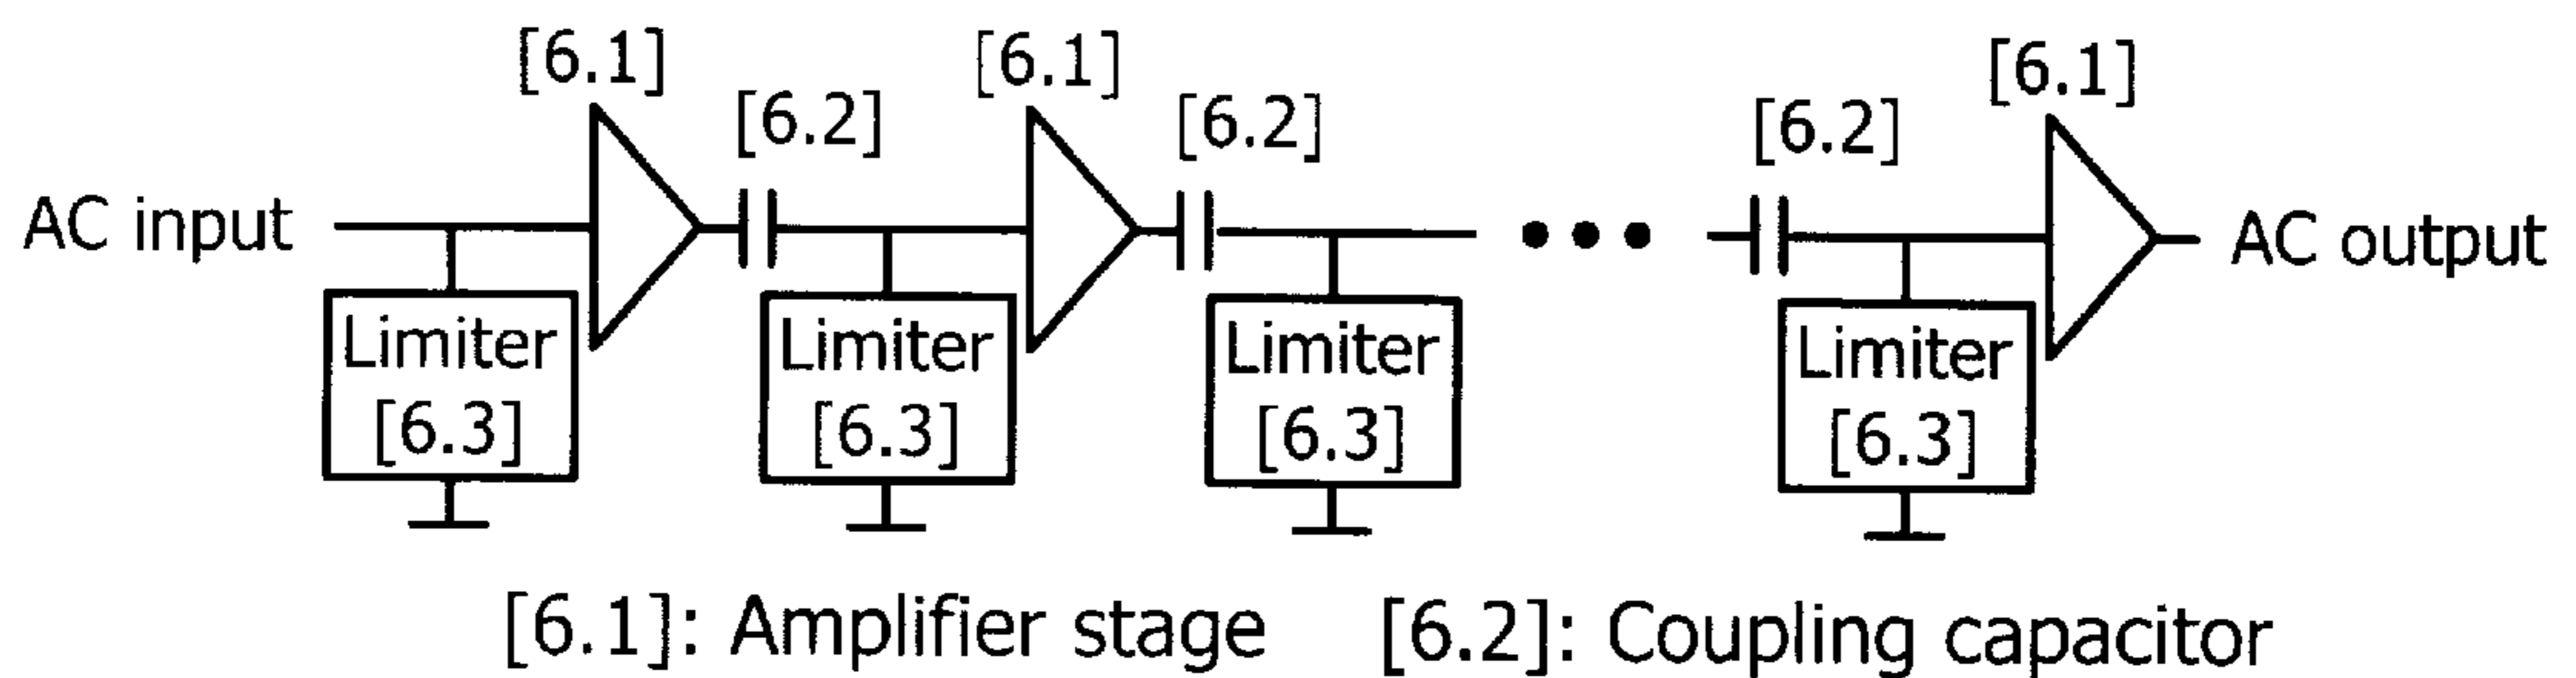 [6.1] [6.1] [6.1]
[6.2] [6.2] [6.2]
AC input AC output
Limiter Limiter Limiter Limiter
[6.3] [6.3] [6.3] [6.3]
[6.1]: Amplifier stage [6.2]: Coupling capacitor